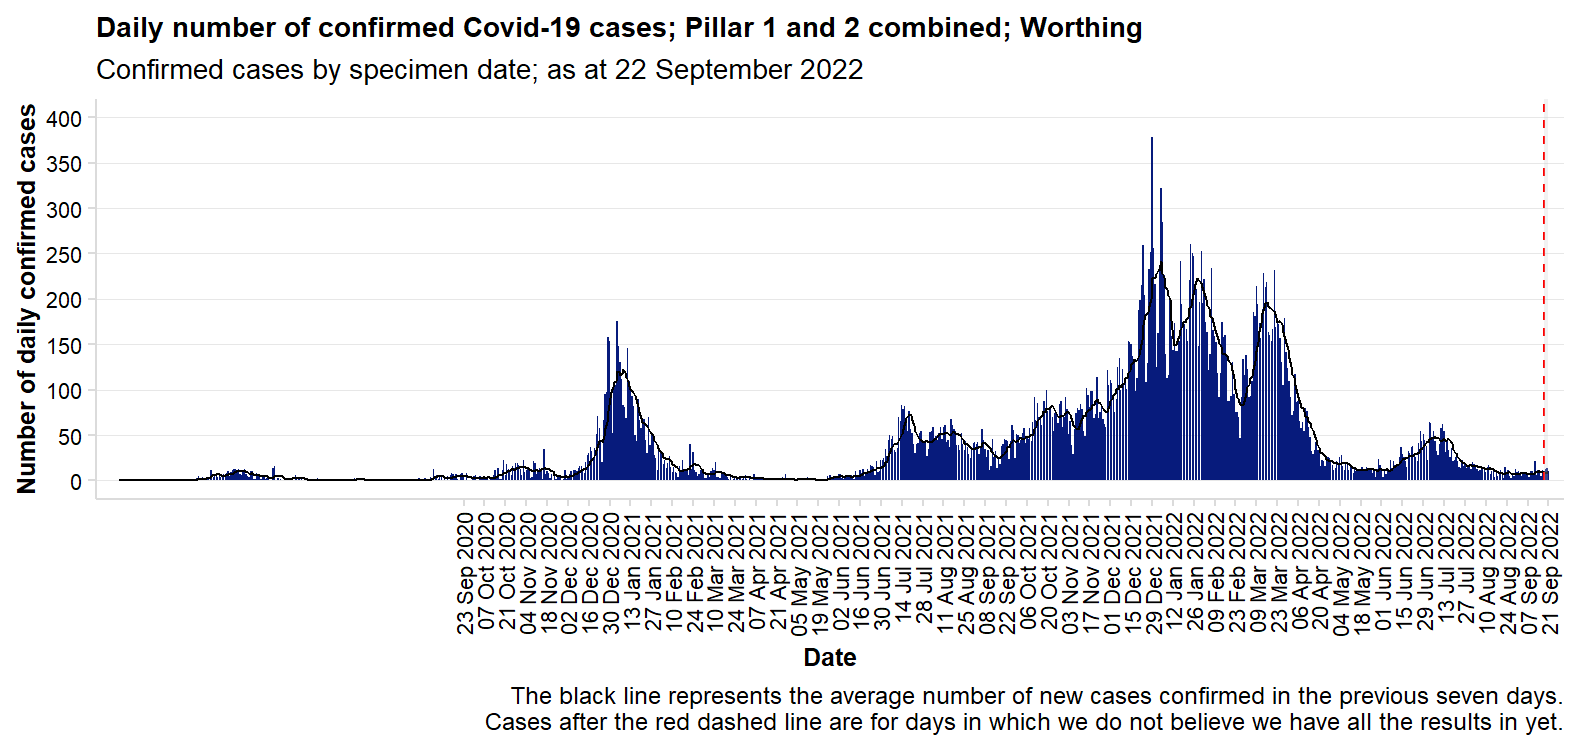 Daily number of confirmed Covid-19 cases; Pillar 1 and 2 combined; Worthing
Confirmed cases by specimen date; as at 22 September 2022
Number of daily confirmed cases
400
350
300
250
200
150
100
50
0
23 Sep 2020
07 Oct 2020
21 Oct 2020
04 Nov 2020
18 Nov 2020
02 Dec 2020
16 Dec 2020
30 Dec 2020
13 Jan 2021
27 Jan 2021
10 Feb 2021
24 Feb 2021
10 Mar 2021
24 Mar 2021
07 Apr 2021
21 Apr 2021
05 May 2021
19 May 2021
02 Jun 2021
16 Jun 2021
30 Jun 2021
14 Jul 2021
28 Jul 2021
11 Aug 2021
25 Aug 2021
08 Sep 2021
22 Sep 2021
06 Oct 2021
20 Oct 2021
03 Nov 2021
17 Nov 2021
01 Dec 2021
15 Dec 2021
29 Dec 2021
12 Jan 2022
26 Jan 2022
09 Feb 2022
23 Feb 2022
09 Mar 2022
23 Mar 2022
06 Apr 2022
20 Apr 2022
04 May 2022
18 May 2022
01 Jun 2022
15 Jun 2022
29 Jun 2022
13 Jul 2022
27 Jul 2022
10 Aug 2022
24 Aug 2022
07 Sep 2022
21 Sep 2022
Date
The black line represents the average number of new cases confirmed in the previous seven days.
Cases after the red dashed line are for days in which we do not believe we have all the results in yet.